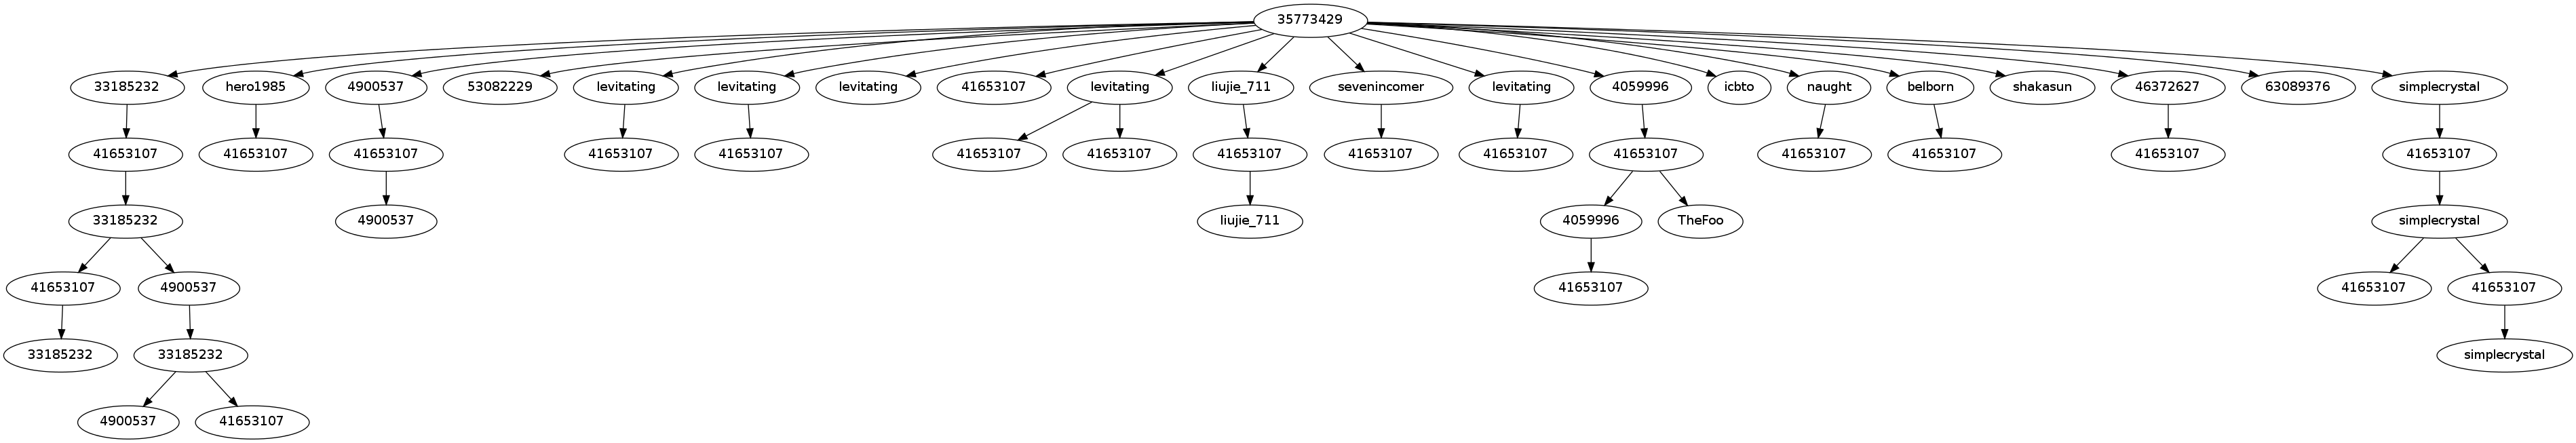 35773429
33185232 hero1985 4900537 53082229 levitating levitating levitating 41653107 levitating liujie_711 sevenincomer levitating 4059996 icbto naught belborn shakasun 46372627 63089376 simplecrystal
41653107 41653107 41653107 41653107 41653107 41653107 41653107 41653107 41653107 41653107 41653107 41653107 41653107 41653107 41653107
33185232 4900537 liujie_711 4059996 TheFoo simplecrystal
41653107 4900537 41653107 41653107 41653107
33185232 33185232 simplecrystal
4900537 41653107